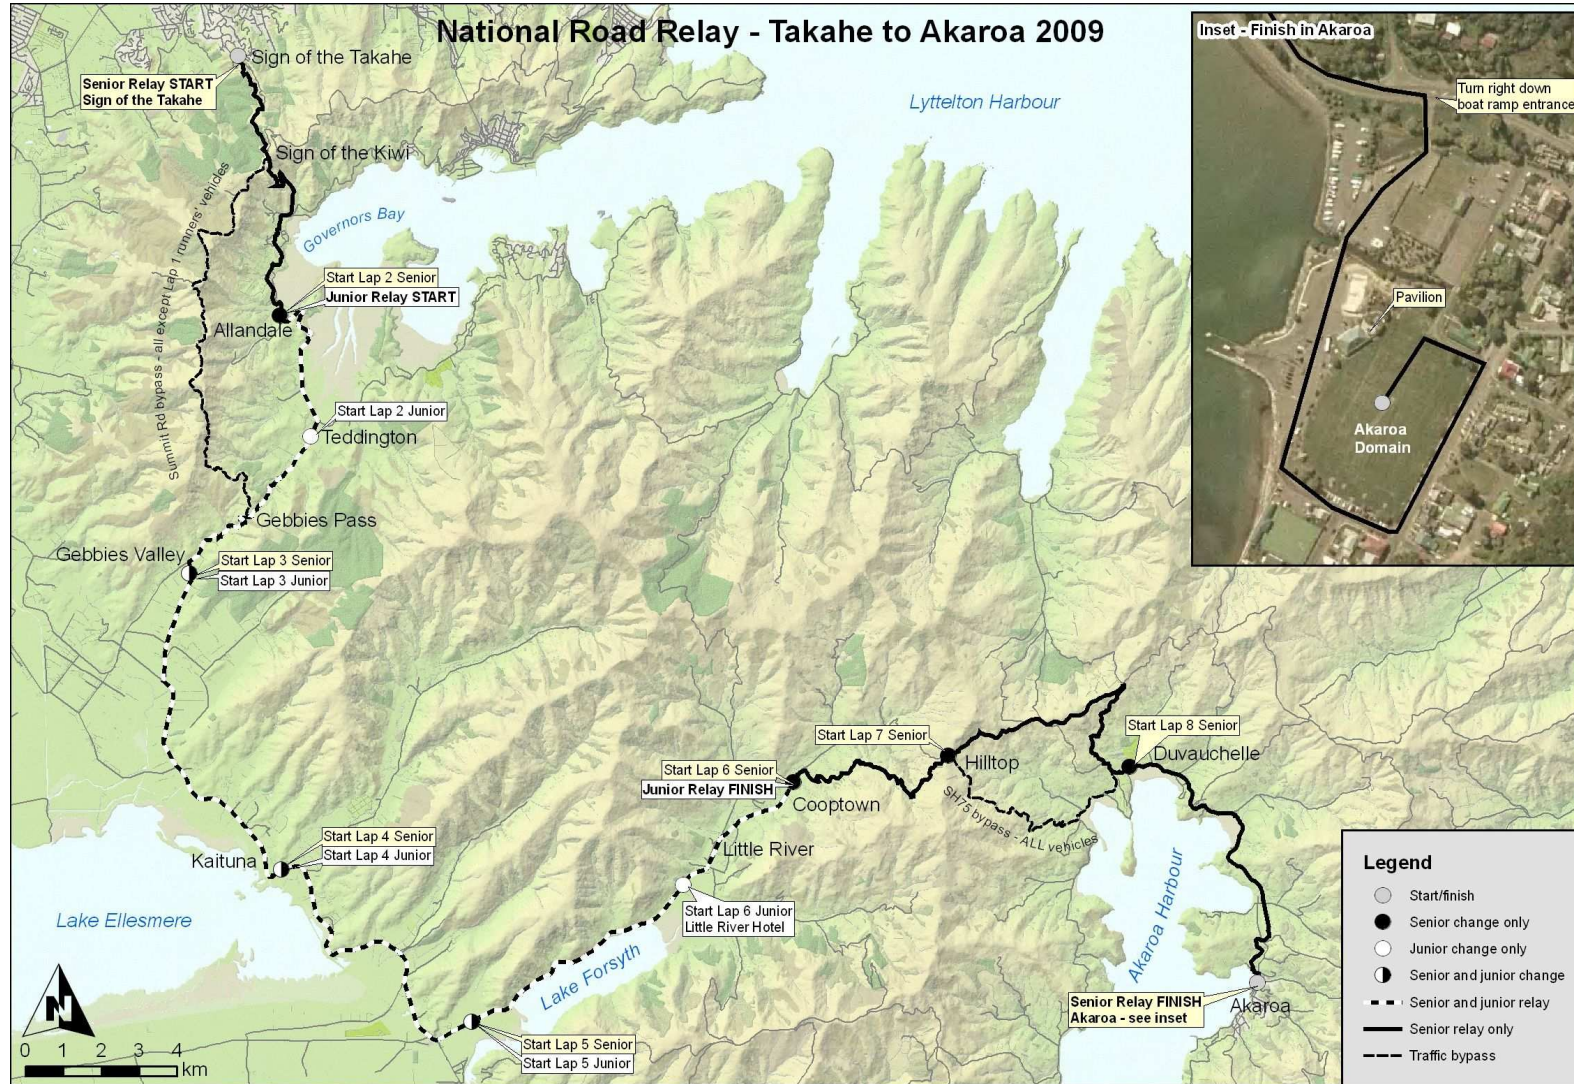 National Road Relay - Takahe to Akaroa 2009
Sign of the Takahe
Senior Relay START
Sign of the Takahe
Lyttelton Harbour
Sign of the Kiwi
Governors Bay
Summit Rd bypass - all except Lap 1 runners' vehicles
Start Lap 2 Senior
Junior Relay START
Allandale
Start Lap 2 Junior
Teddington
Gebbies Pass
Gebbies Valley
Start Lap 3 Senior
Start Lap 3 Junior
Start Lap 4 Senior
Start Lap 4 Junior
Kaituna
Lake Ellesmere
Start Lap 5 Senior
Start Lap 5 Junior
Lake Forsyth
Start Lap 6 Junior
Little River Hotel
Little River
Start Lap 6 Senior
Junior Relay FINISH
Cooptown
Start Lap 7 Senior
Hilltop
SH75 bypass - ALL vehicles
Start Lap 8 Senior
Duvauchelle
Akaroa Harbour
Senior Relay FINISH
Akaroa - see inset
Akaroa
N
0 1 2 3 4
km
Inset - Finish in Akaroa
Turn right down
boat ramp entrance
Pavilion
Akaroa
Domain
Legend
Start/finish
Senior change only
Junior change only
Senior and junior change
Senior and junior relay
Senior relay only
Traffic bypass